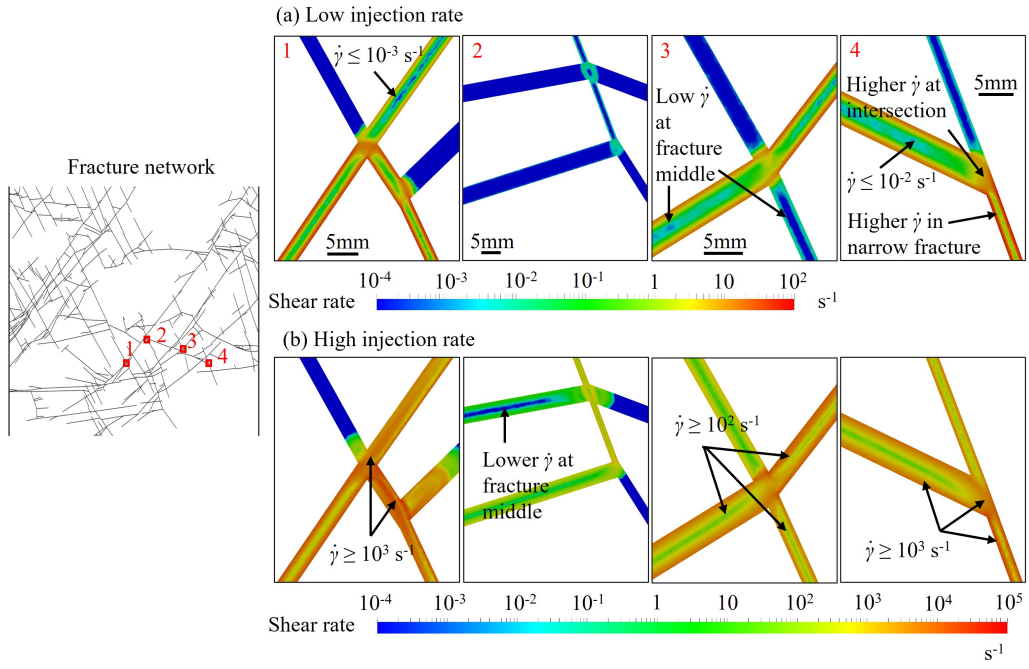 (a) Low injection rate
Fracture network
1
2
3
4
1
γ̇ ≤ 10⁻³ s⁻¹
5mm
2
5mm
3
Low γ̇
at
fracture
middle
5mm
4
Higher γ̇ at
intersection
5mm
γ̇ ≤ 10⁻² s⁻¹
Higher γ̇ in
narrow fracture
10⁻⁴ 10⁻³ 10⁻² 10⁻¹ 1 10 10²
Shear rate s⁻¹
(b) High injection rate
γ̇ ≥ 10³ s⁻¹
Lower γ̇ at
fracture
middle
γ̇ ≥ 10² s⁻¹
γ̇ ≥ 10³ s⁻¹
10⁻⁴ 10⁻³ 10⁻² 10⁻¹ 1 10 10² 10³ 10⁴ 10⁵
Shear rate
s⁻¹